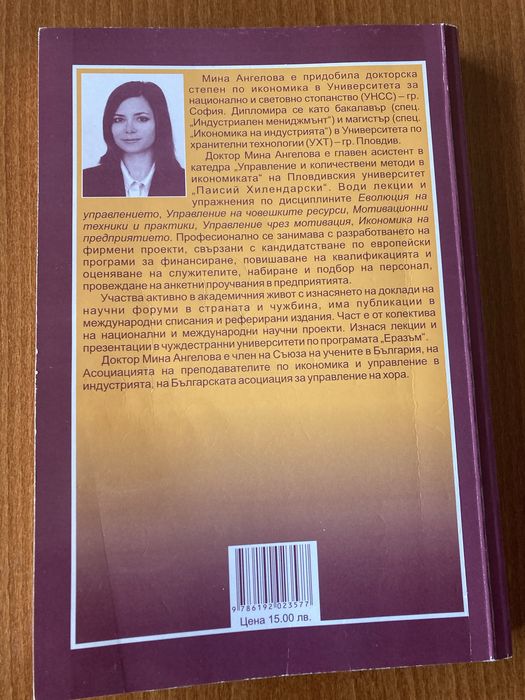 Мина Ангелова е придобила докторска
степен по икономика в Университета за
национално и световно стопанство (УНСС) – гр.
София. Дипломира се като бакалавър (спец.
„Индустриален мениджмънт“) и магистър (спец.
„Икономика на индустрията“) в Университета по
хранителни технологии (УХТ) – гр. Пловдив.
Доктор Мина Ангелова е главен асистент в
катедра „Управление и количествени методи в
икономиката“ на Пловдивския университет
„Паисий Хилендарски“. Води лекции и
упражнения по дисциплините Еволюция на
управлението, Управление на човешките ресурси, Мотивационни
техники и практики, Управление чрез мотивация, Икономика на
предприятието. Професионално се занимава с разработването на
фирмени проекти, свързани с кандидатстване по европейски
програми за финансиране, повишаване на квалификацията и
оценяване на служителите, набиране и подбор на персонал,
провеждане на анкетни проучвания в предприятията.
Участва активно в академичния живот с изнасянето на доклади на
научни форуми в страната и чужбина, има публикации в
международни списания и реферирани издания. Част е от колектива
на национални и международни научни проекти. Изнася лекции и
презентации в чуждестранни университети по програмата „Еразъм“.
Доктор Мина Ангелова е член на Съюза на учените в България, на
Асоциацията на преподавателите по икономика и управление в
индустрията, на Българската асоциация за управление на хора.
9 786192 023577
Цена 15.00 лв.